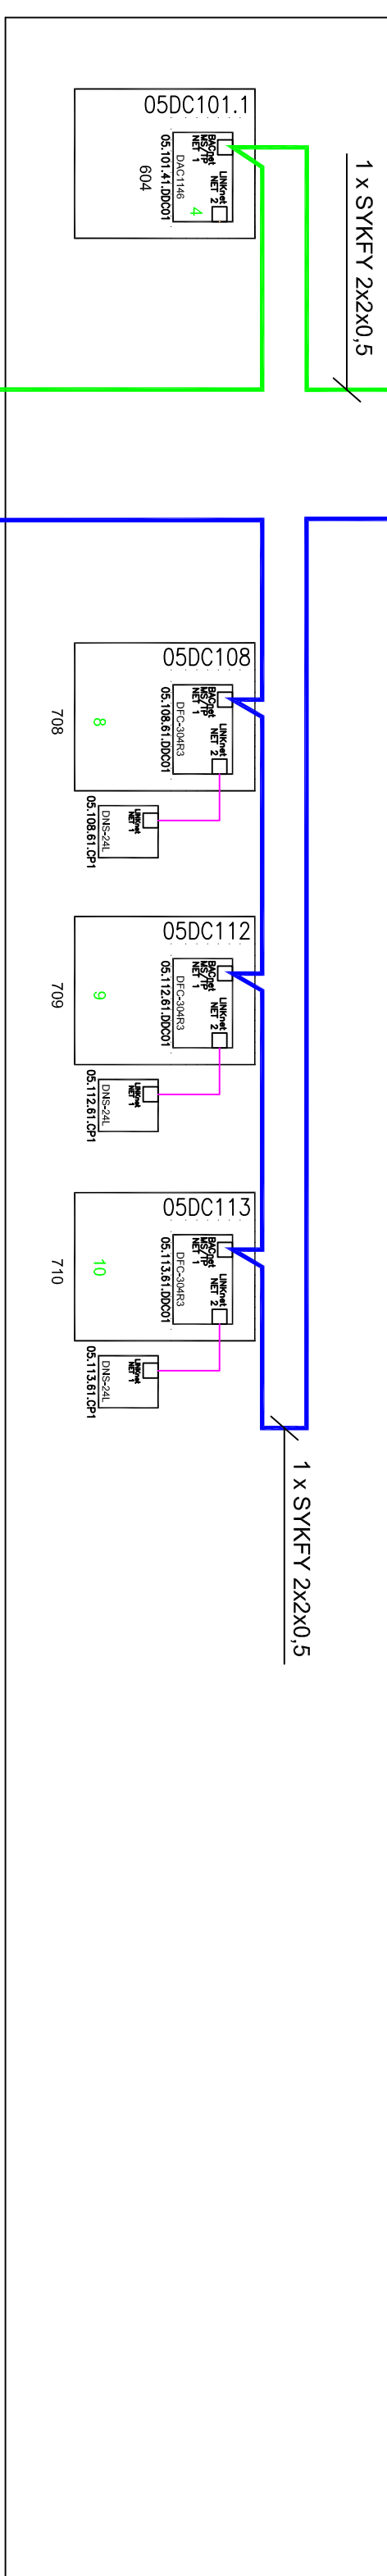 1 x SYKFY 2x2x0,5
05DC101.1
BACnet
MS/TP
NET 1
LINKnet
NET 2
4
DAC1146
05.101.41.DDC01
604
05DC108
BACnet
MS/TP
NET 1
LINKnet
NET 2
DFC-304R3
05.108.61.DDC01
8
708
LINKnet
NET 1
DNS-24L
05.108.61.CP1
05DC112
BACnet
MS/TP
NET 1
LINKnet
NET 2
DFC-304R3
05.112.61.DDC01
9
709
LINKnet
NET 1
DNS-24L
05.112.61.CP1
05DC113
BACnet
MS/TP
NET 1
LINKnet
NET 2
DFC-304R3
05.113.61.DDC01
10
710
LINKnet
NET 1
DNS-24L
05.113.61.CP1
1 x SYKFY 2x2x0,5